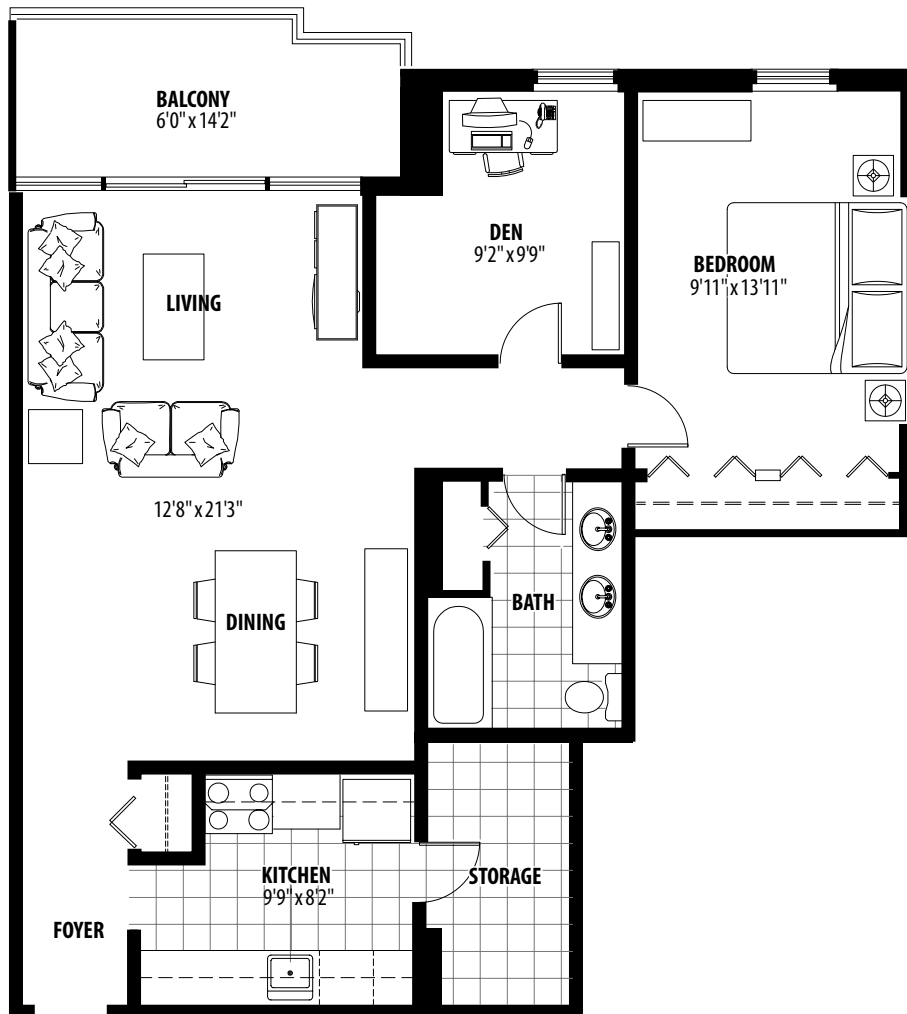 BALCONY
6'0" x 14'2"
DEN
9'2" x 9'9"
BEDROOM
9'11" x 13'11"
LIVING
12'8" x 21'3"
DINING
BATH
KITCHEN
9'9" x 8'2"
STORAGE
FOYER